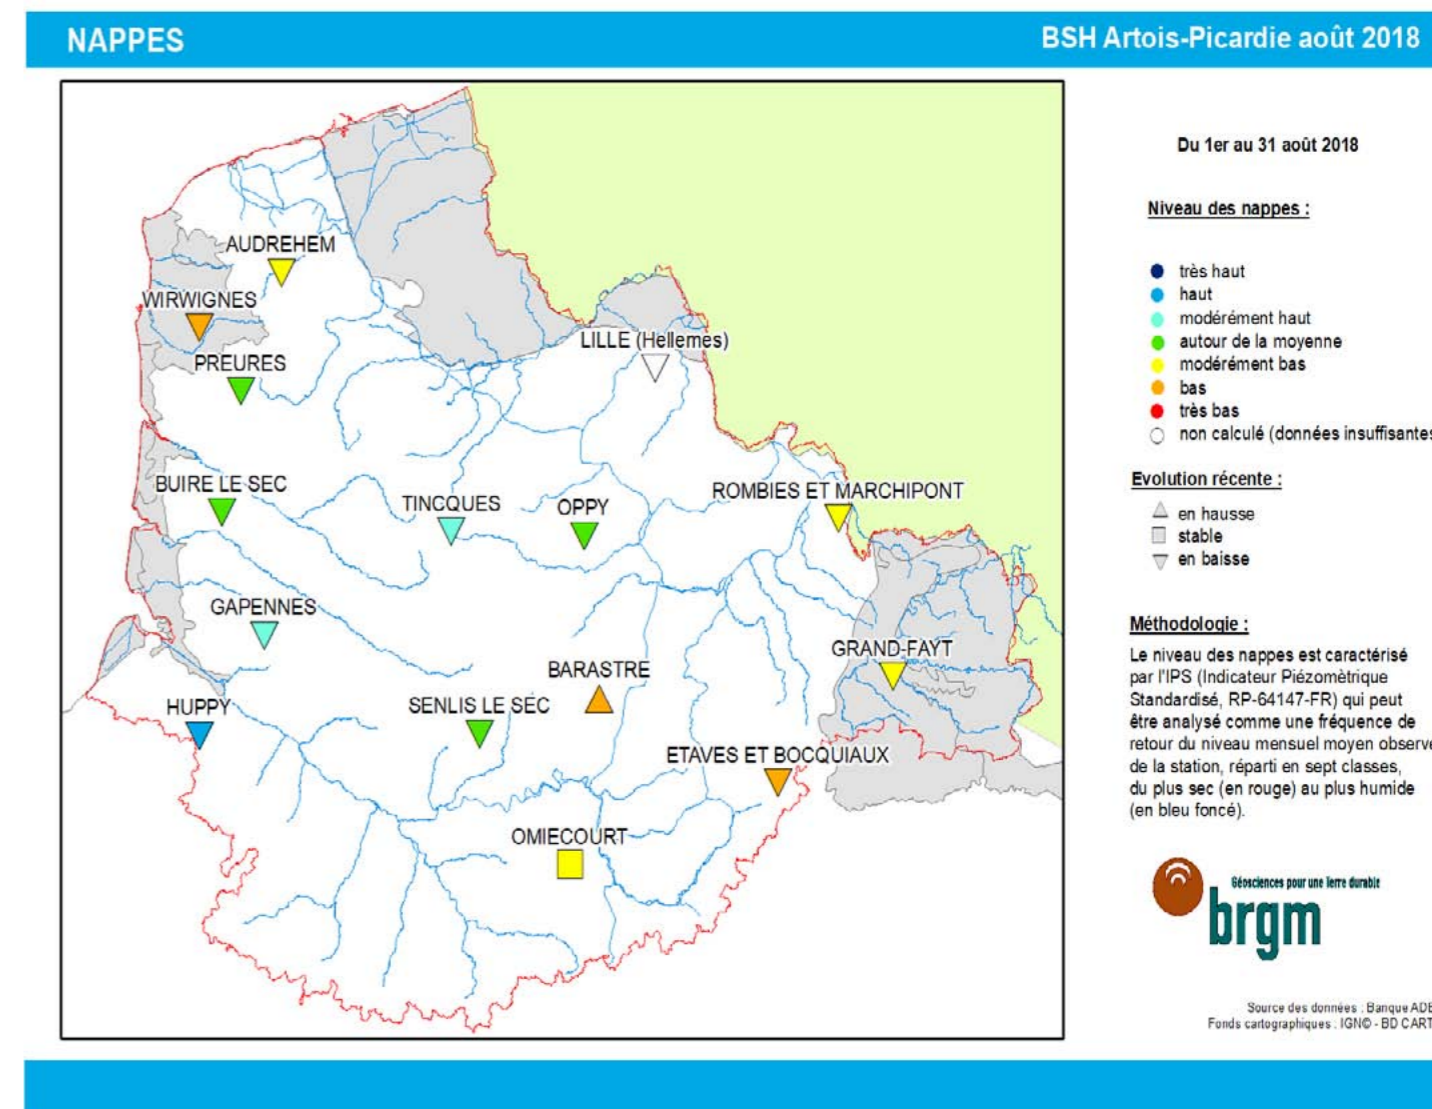 NAPPES
BSH Artois-Picardie août 2018
AUDREHEM
WIRWIGNES
PREURES
LILLE (Hellemes)
BUIRE LE SEC
TINCQUES
OPPY
ROMBIES ET MARCHIPONT
GAPENNES
GRAND-FAYT
BARASTRE
HUPPY
SENLIS LE SEC
ETAVES ET BOCQUIAUX
OMIECOURT
Du 1er au 31 août 2018
Niveau des nappes :
très haut
haut
modérément haut
autour de la moyenne
modérément bas
bas
très bas
non calculé (données insuffisantes
Evolution récente :
en hausse
stable
en baisse
Méthodologie :
Le niveau des nappes est caractérisé
par l'IPS (Indicateur Piézomètrique
Standardisé, RP-64147-FR) qui peut
être analysé comme une fréquence de
retour du niveau mensuel moyen observé
de la station, réparti en sept classes,
du plus sec (en rouge) au plus humide
(en bleu foncé).
Géosciences pour une Terre durable
brgm
Source des données : Banque ADE
Fonds cartographiques : IGN© - BD CART